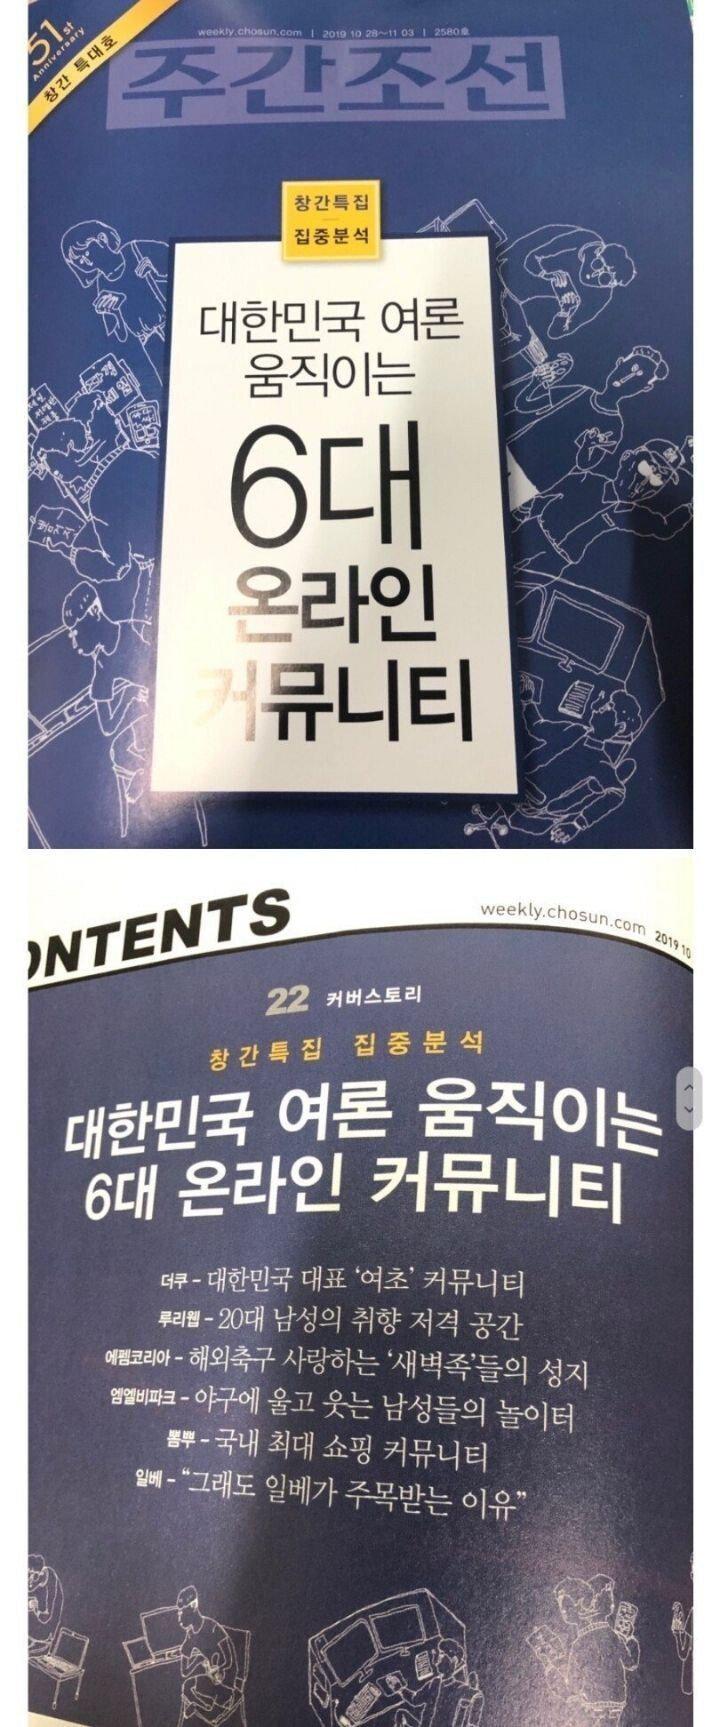 51st
Anniversary
창간 특대호
weekly.chosun.com | 2019 10 28~11 03 | 2580호
주간조선
창간특집
집중분석
대한민국 여론
움직이는
6대
온라인
커뮤니티
ONTENTS
weekly.chosun.com 2019 10
22 커버스토리
창간특집 집중분석
대한민국 여론 움직이는
6대 온라인 커뮤니티
더쿠 – 대한민국 대표 ‘여초’ 커뮤니티
루리웹 – 20대 남성의 취향 저격 공간
에펨코리아 – 해외축구 사랑하는 ‘새벽족’들의 성지
엠엘비파크 – 야구에 울고 웃는 남성들의 놀이터
뽐뿌 – 국내 최대 쇼핑 커뮤니티
일베 – “그래도 일베가 주목받는 이유”